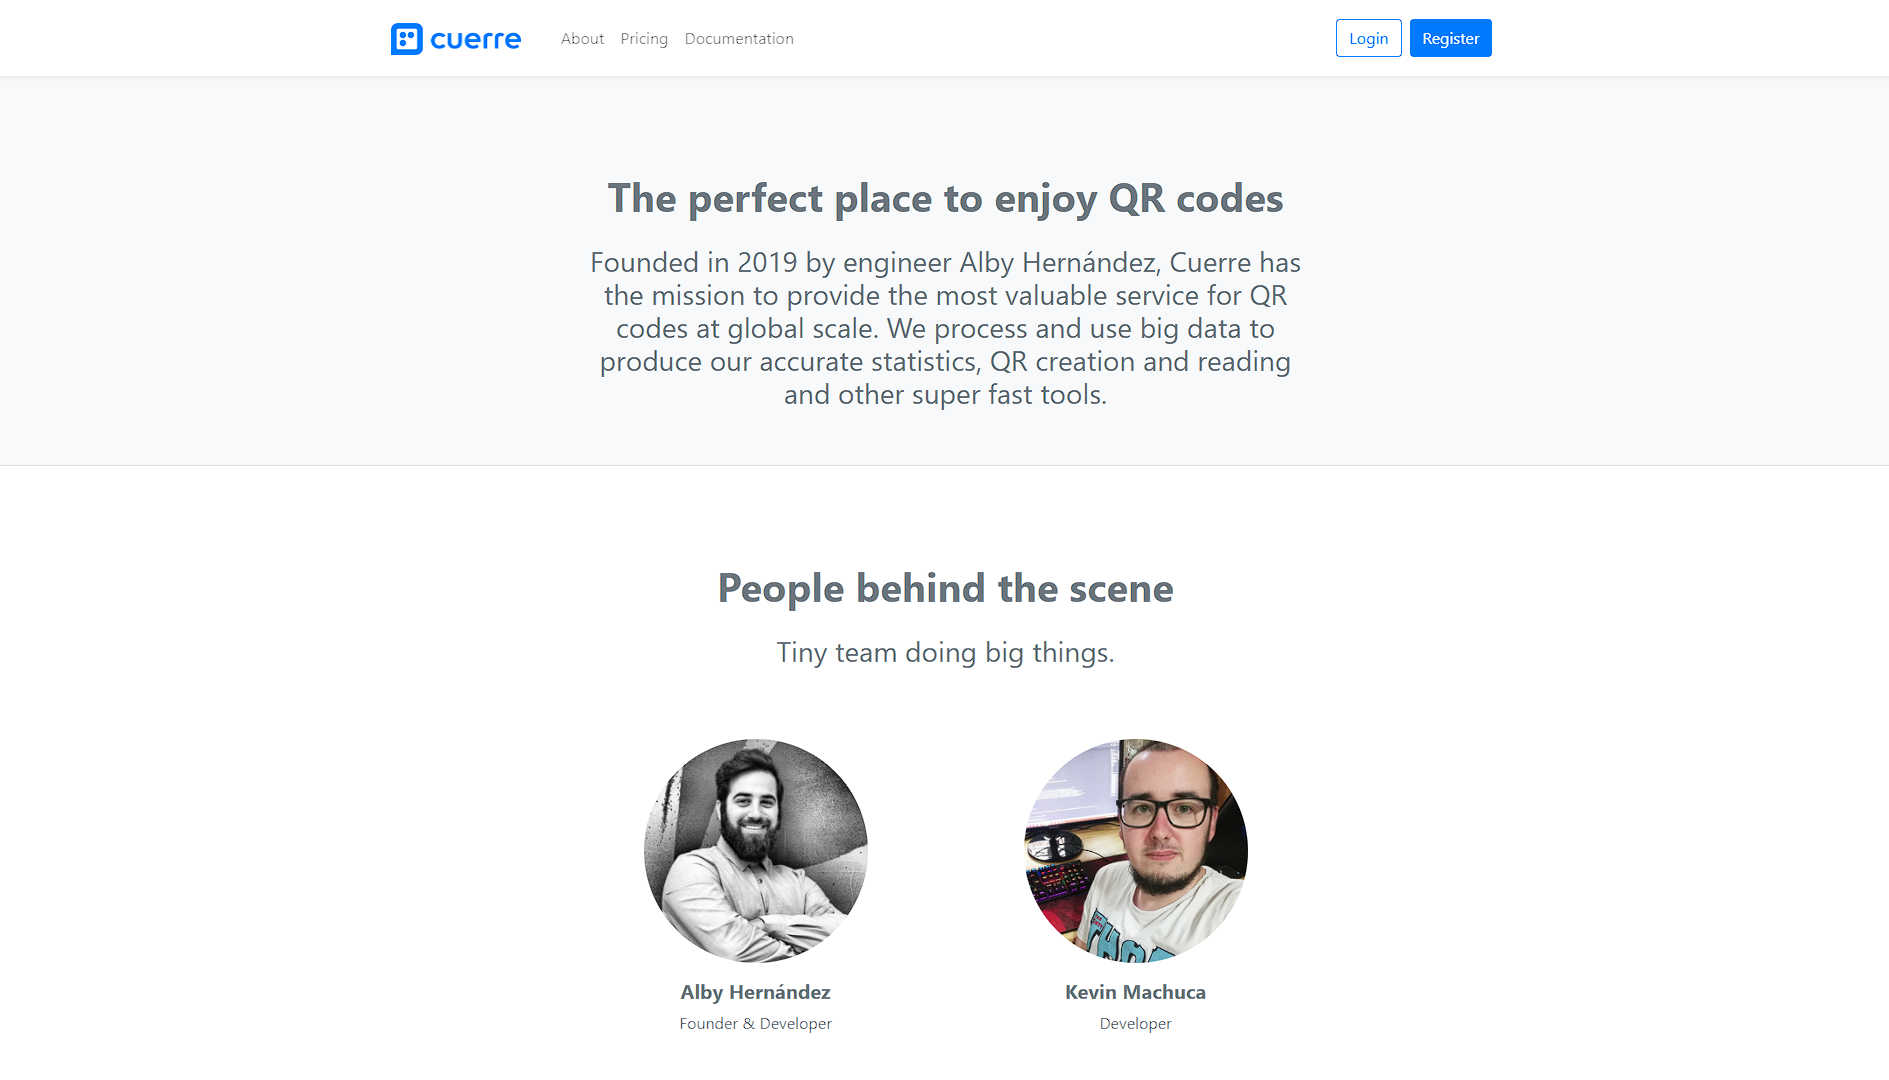 cuerre
About Pricing Documentation
Login Register
The perfect place to enjoy QR codes
Founded in 2019 by engineer Alby Hernández, Cuerre has
the mission to provide the most valuable service for QR
codes at global scale. We process and use big data to
produce our accurate statistics, QR creation and reading
and other super fast tools.
People behind the scene
Tiny team doing big things.
Alby Hernández
Founder & Developer
Kevin Machuca
Developer